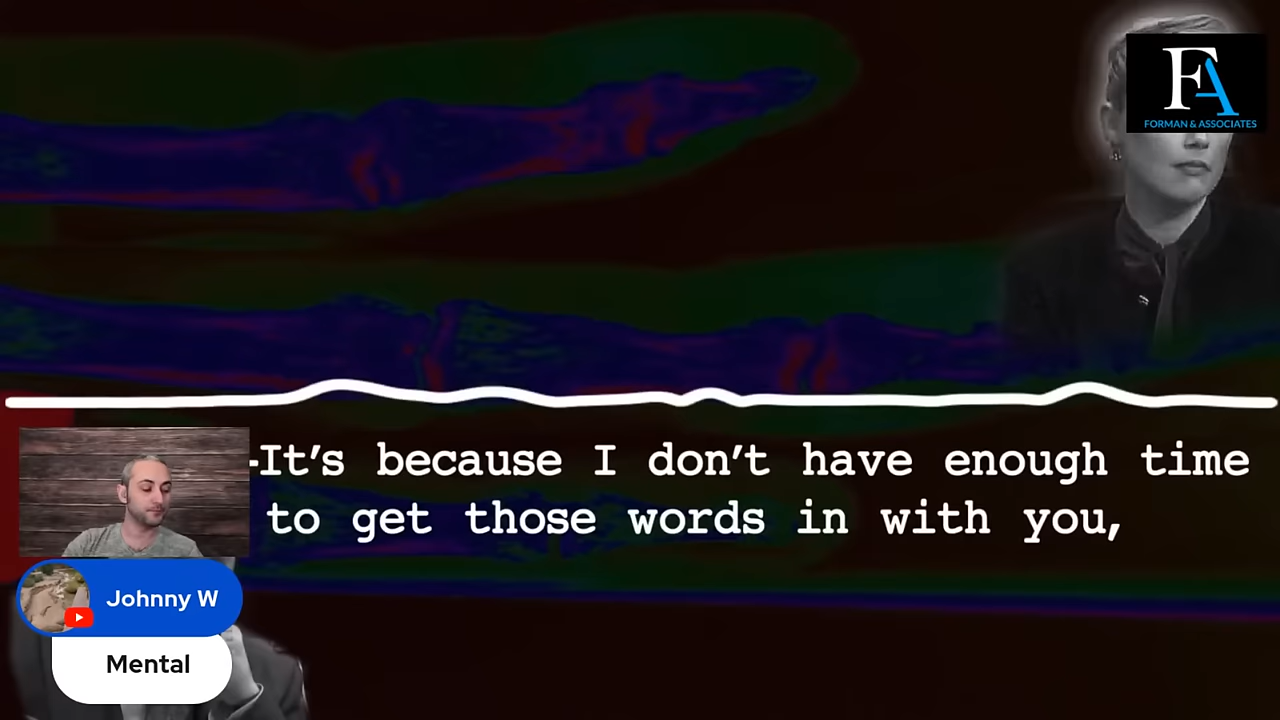 FA
FORMAN & ASSOCIATES
-It's because I don't have enough time
to get those words in with you,
Johnny W
Mental